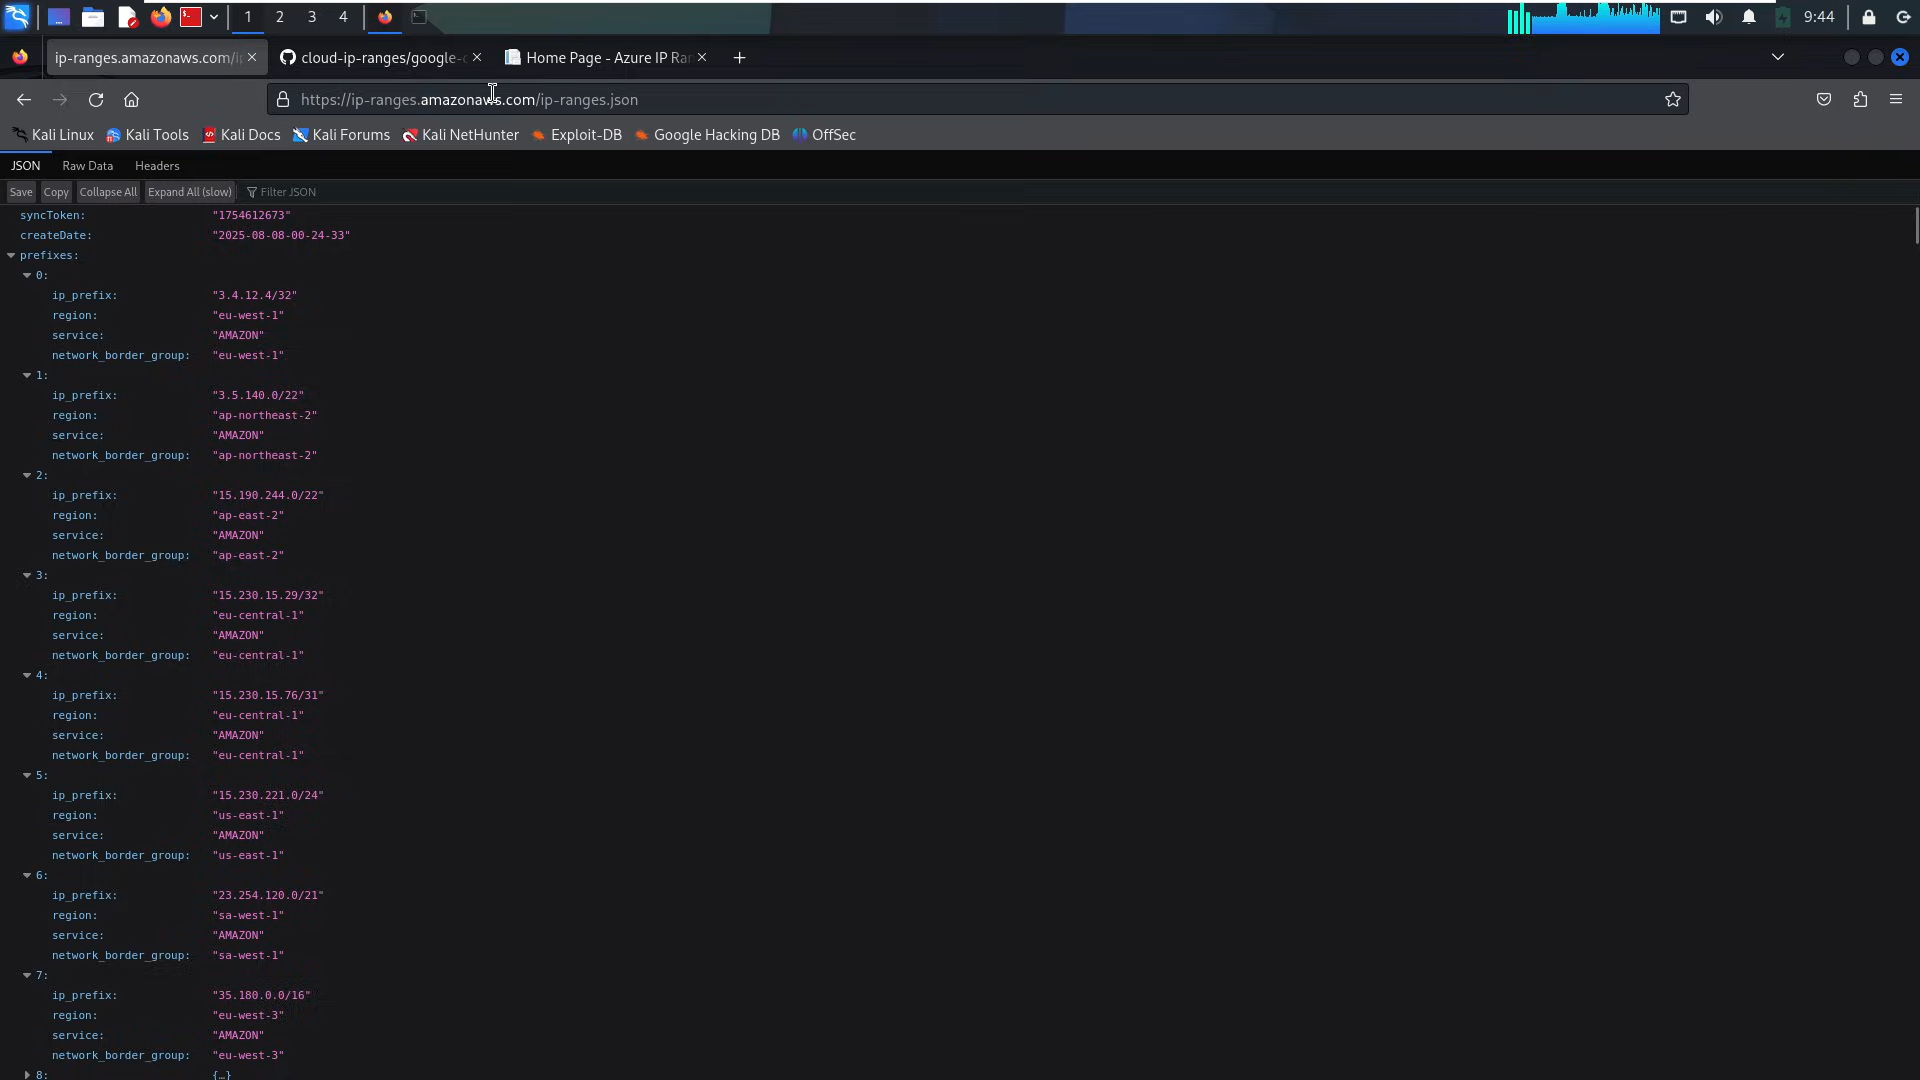 1 2 3 4 9:44
ip-ranges.amazonaws.com/i cloud-ip-ranges/google- Home Page - Azure IP Ra
https://ip-ranges.amazonaws.com/ip-ranges.json
Kali Linux Kali Tools Kali Docs Kali Forums Kali NetHunter Exploit-DB Google Hacking DB OffSec
JSON Raw Data Headers
Save Copy Collapse All Expand All (slow) Filter JSON
syncToken: "1754612673"
createDate: "2025-08-08-00-24-33"
prefixes:
0:
ip_prefix: "3.4.12.4/32"
region: "eu-west-1"
service: "AMAZON"
network_border_group: "eu-west-1"
1:
ip_prefix: "3.5.140.0/22"
region: "ap-northeast-2"
service: "AMAZON"
network_border_group: "ap-northeast-2"
2:
ip_prefix: "15.190.244.0/22"
region: "ap-east-2"
service: "AMAZON"
network_border_group: "ap-east-2"
3:
ip_prefix: "15.230.15.29/32"
region: "eu-central-1"
service: "AMAZON"
network_border_group: "eu-central-1"
4:
ip_prefix: "15.230.15.76/31"
region: "eu-central-1"
service: "AMAZON"
network_border_group: "eu-central-1"
5:
ip_prefix: "15.230.221.0/24"
region: "us-east-1"
service: "AMAZON"
network_border_group: "us-east-1"
6:
ip_prefix: "23.254.120.0/21"
region: "sa-west-1"
service: "AMAZON"
network_border_group: "sa-west-1"
7:
ip_prefix: "35.180.0.0/16"
region: "eu-west-3"
service: "AMAZON"
network_border_group: "eu-west-3"
8: {…}